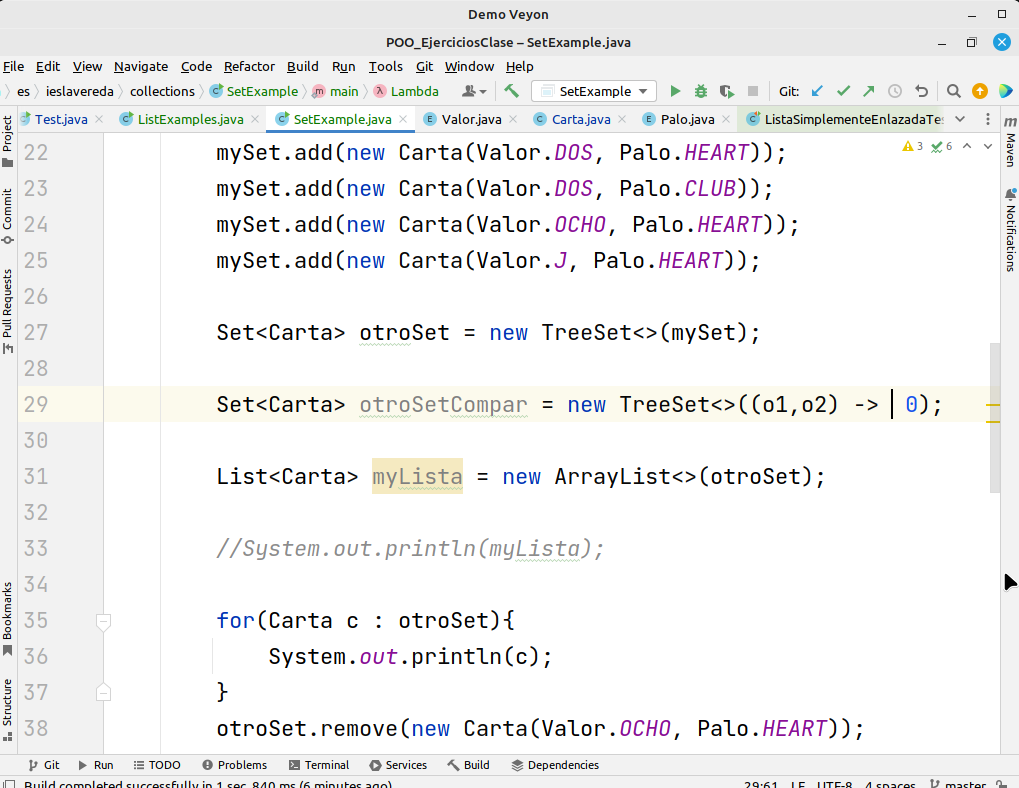 Demo Veyon
POO_EjerciciosClase – SetExample.java
File Edit View Navigate Code Refactor Build Run Tools Git Window Help
es ieslavereda collections SetExample main Lambda SetExample Git:
Test.java ListExamples.java SetExample.java Valor.java Carta.java Palo.java ListaSimplementeEnlazadaTes
3 6
22 mySet.add(new Carta(Valor.DOS, Palo.HEART));
23 mySet.add(new Carta(Valor.DOS, Palo.CLUB));
24 mySet.add(new Carta(Valor.OCHO, Palo.HEART));
25 mySet.add(new Carta(Valor.J, Palo.HEART));
26
27 Set<Carta> otroSet = new TreeSet<>(mySet);
28
29 Set<Carta> otroSetCompar = new TreeSet<>((o1,o2) -> 0);
30
31 List<Carta> myLista = new ArrayList<>(otroSet);
32
33 //System.out.println(myLista);
34
35 for(Carta c : otroSet){
36 System.out.println(c);
37 }
38 otroSet.remove(new Carta(Valor.OCHO, Palo.HEART));
Project
Commit
Pull Requests
Bookmarks
Structure
Maven
Notifications
Git Run TODO Problems Terminal Services Build Dependencies
Build completed successfully in 1 sec, 840 ms (6 minutes ago) 29:61 LF UTF-8 4 spaces master